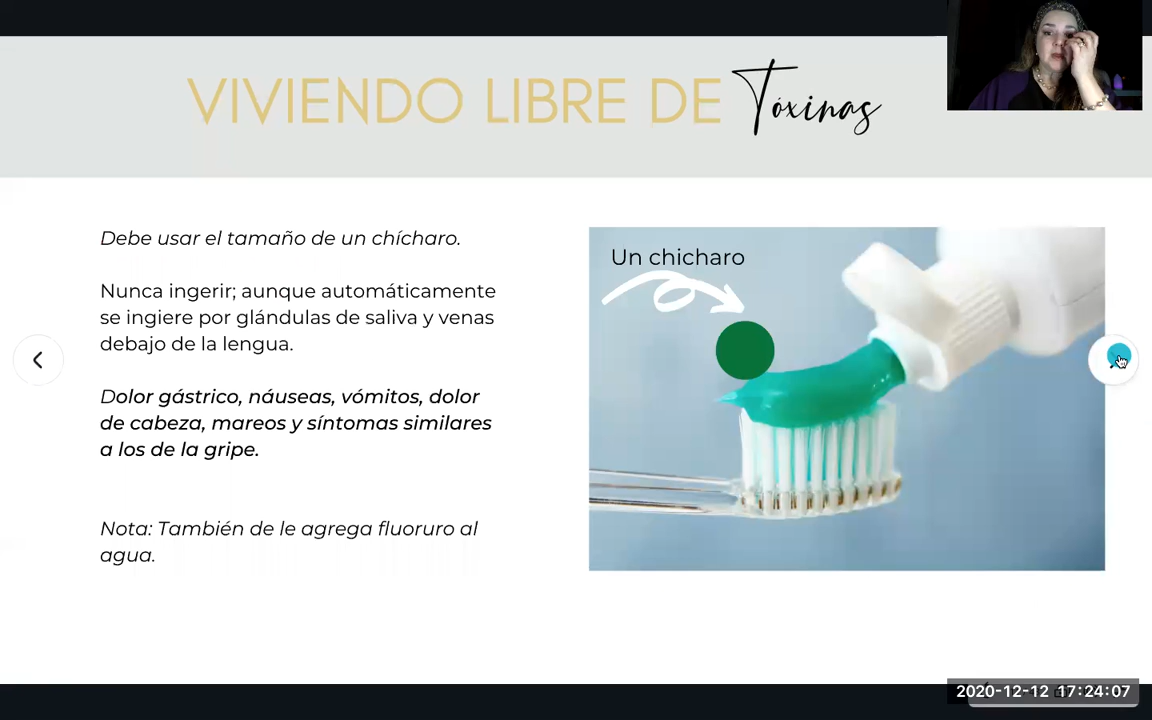 VIVIENDO LIBRE DE Tóxinas
Debe usar el tamaño de un chícharo.
Nunca ingerir; aunque automáticamente
se ingiere por glándulas de saliva y venas
debajo de la lengua.
Dolor gástrico, náuseas, vómitos, dolor
de cabeza, mareos y síntomas similares
a los de la gripe.
Nota: También de le agrega fluoruro al
agua.
Un chicharo
2020-12-12 17:24:07